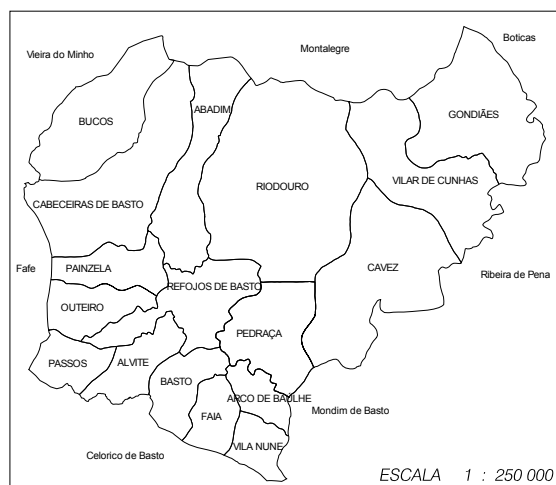 Boticas
Vieira do Minho
Montalegre
ABADIM
BUCOS
GONDIÃES
VILAR DE CUNHAS
RIODOURO
CABECEIRAS DE BASTO
Fafe
PAINZELA
CAVEZ
Ribeira de Pena
REFOJOS DE BASTO
OUTEIRO
PEDRAÇA
PASSOS
ALVITE
BASTO
ARCO DE BAÚLHE
FAIA
Mondim de Basto
VILA NUNE
Celorico de Basto
ESCALA 1 : 250 000